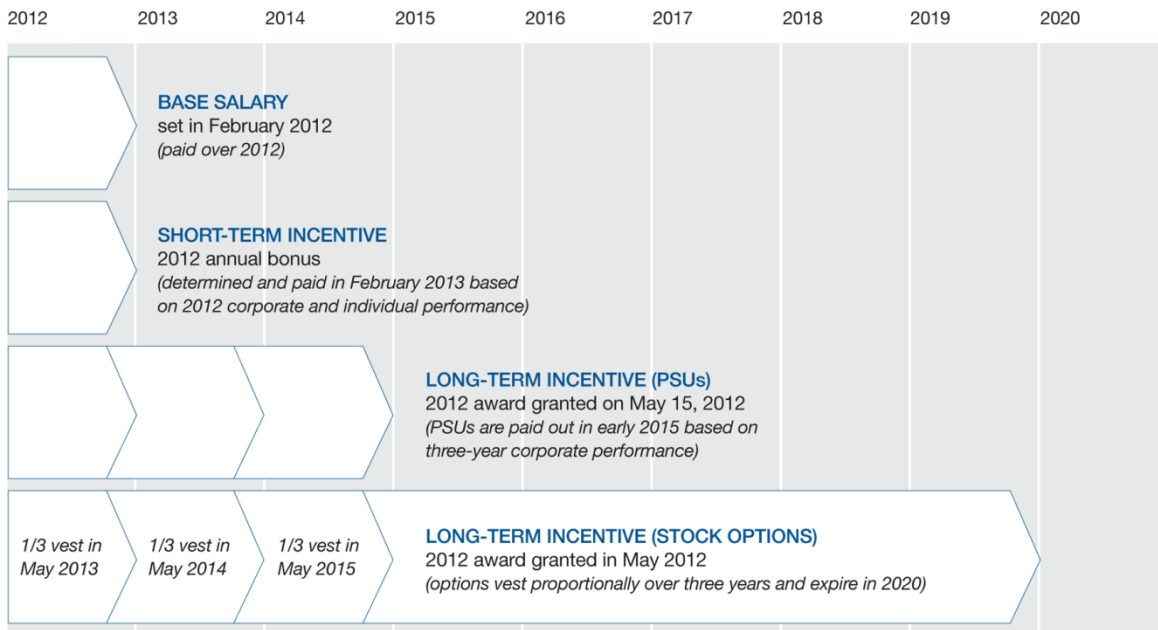 2012 2013 2014 2015 2016 2017 2018 2019 2020
BASE SALARY
set in February 2012
(paid over 2012)
SHORT-TERM INCENTIVE
2012 annual bonus
(determined and paid in February 2013 based
on 2012 corporate and individual performance)
LONG-TERM INCENTIVE (PSUs)
2012 award granted on May 15, 2012
(PSUs are paid out in early 2015 based on
three-year corporate performance)
1/3 vest in
May 2013
1/3 vest in
May 2014
1/3 vest in
May 2015
LONG-TERM INCENTIVE (STOCK OPTIONS)
2012 award granted in May 2012
(options vest proportionally over three years and expire in 2020)